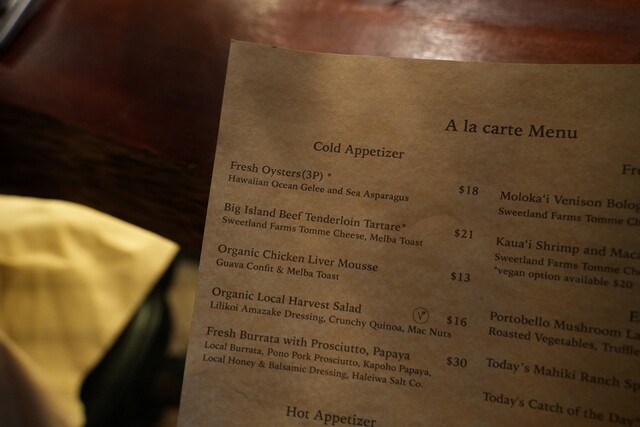 A la carte Menu
Cold Appetizer
Fresh Oysters(3P) * $18
Hawaiian Ocean Gelee and Sea Asparagus
Big Island Beef Tenderloin Tartare* $21
Sweetland Farms Tomme Cheese, Melba Toast
Organic Chicken Liver Mousse $13
Guava Confit & Melba Toast
Organic Local Harvest Salad V $16
Lilikoi Amazake Dressing, Crunchy Quinoa, Mac Nuts
Fresh Burrata with Prosciutto, Papaya $30
Local Burrata, Pono Pork Prosciutto, Kapoho Papaya,
Local Honey & Balsamic Dressing, Haleiwa Salt Co.
Hot Appetizer
Moloka'i Venison
Sweetland Farms Tomme
Kaua'i Shrimp and
Sweetland Farms Tomme
*vegan option available $20
Portobello Mushroom
Roasted Vegetables,
Today's Mahiki Ranch
Today's Catch of the